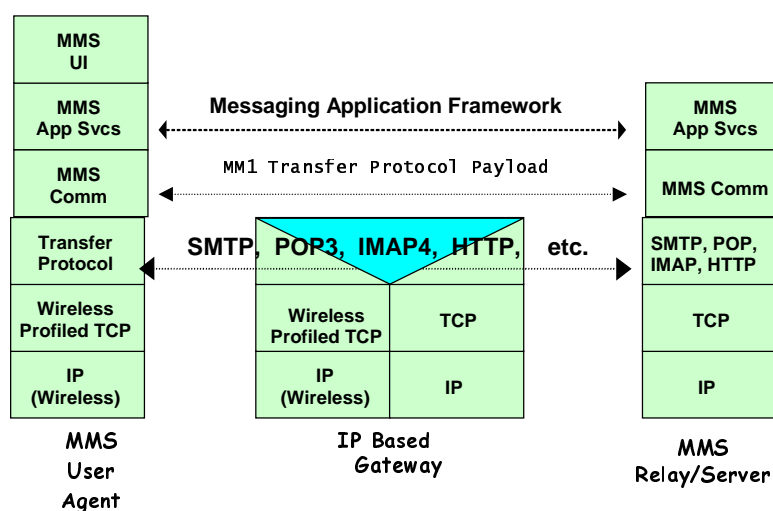 MMS
UI
MMS
App Svcs
MMS
Comm
Transfer
Protocol
Wireless
Profiled TCP
IP
(Wireless)
MMS
User
Agent
Messaging Application Framework
MM1 Transfer Protocol Payload
SMTP, POP3, IMAP4, HTTP, etc.
Wireless
Profiled TCP
TCP
IP
(Wireless)
IP
IP Based
Gateway
MMS
App Svcs
MMS Comm
SMTP, POP,
IMAP, HTTP
TCP
IP
MMS
Relay/Server